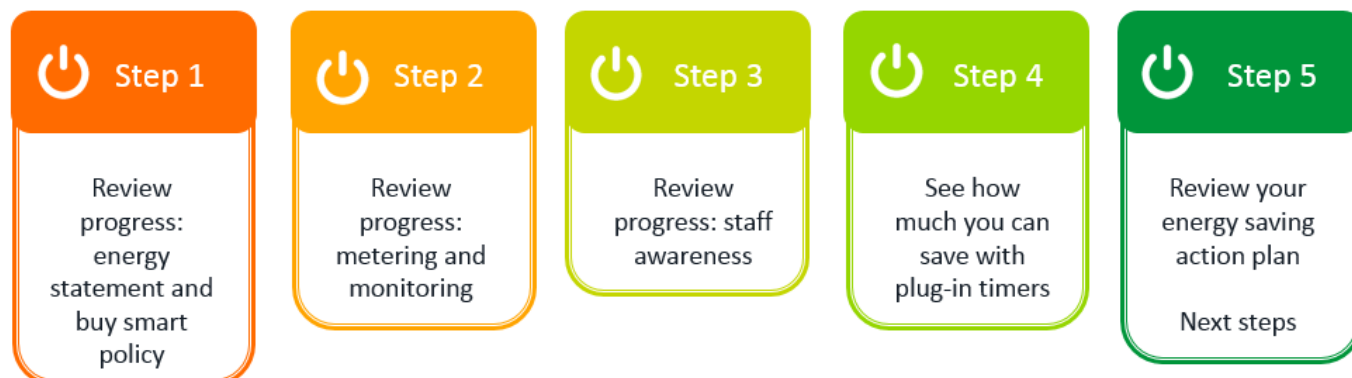 Step 1
Review
progress:
energy
statement and
buy smart
policy
Step 2
Review
progress:
metering and
monitoring
Step 3
Review
progress: staff
awareness
Step 4
See how
much you can
save with
plug-in timers
Step 5
Review your
energy saving
action plan
Next steps